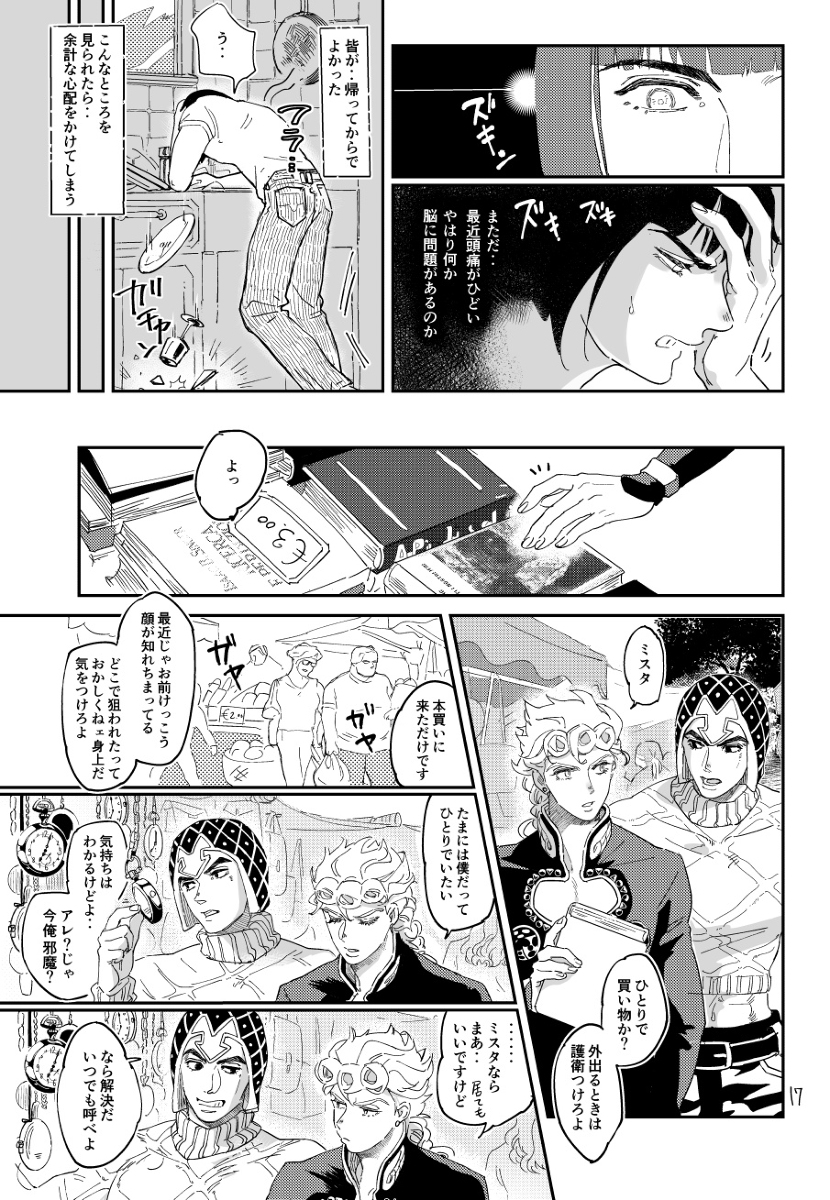 ズキン
ズキ
ズキ
まただ‥
最近頭痛がひどい
やはり何か
脳に問題があるのか
皆が‥帰ってからで
よかった
う‥
フラ…
ガチャン
こんなところを
見られたら‥
余計な心配をかけてしまう
よっ
€3.00
ミスタ
ひとりで
買い物か?
外出るときは
護衛つけろよ
本買いに
来ただけです
ガヤ
ガヤ
最近じゃお前けっこう
顔が知れちまってる
どこで狙われたって
おかしくねェ身上だ
気をつけろよ
たまには僕だって
ひとりでいたい
気持ちは
わかるけどよ‥
アレ?じゃ
今俺邪魔?
‥‥‥
ミスタなら
まあ‥居ても
いいですけど
なら解決だ
いつでも呼べよ
17